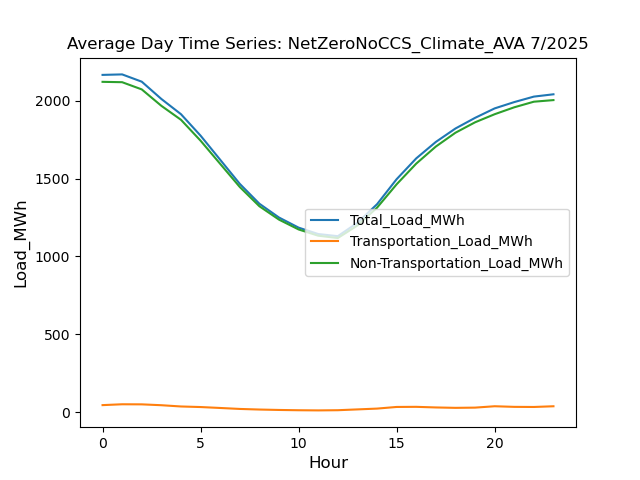 Average Day Time Series: NetZeroNoCCS_Climate_AVA 7/2025
Load_MWh
2000
1500
1000
500
0
Total_Load_MWh
Transportation_Load_MWh
Non-Transportation_Load_MWh
0 5 10 15 20
Hour